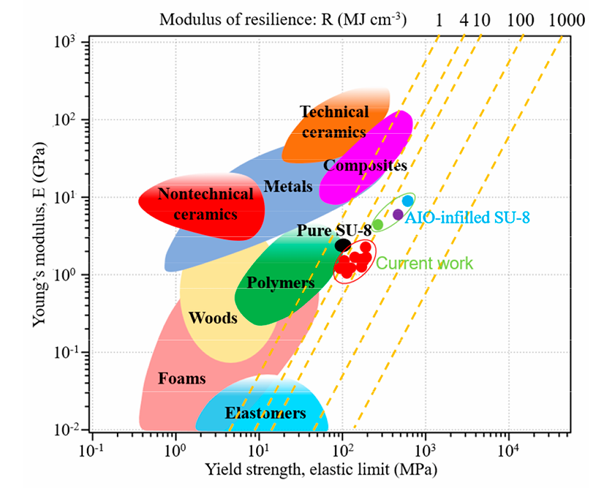 Modulus of resilience: R (MJ cm-3) 1 4 10 100 1000
10³
Technical
ceramics
10²
Composites
Metals
Nontechnical
ceramics
10¹
AIO-infilled SU-8
Pure SU-8
Current work
10⁰
Polymers
Woods
10-1
Foams
Elastomers
10-2
10-1 10⁰ 10¹ 10² 10³ 10⁴
Young's modulus, E (GPa)
Yield strength, elastic limit (MPa)